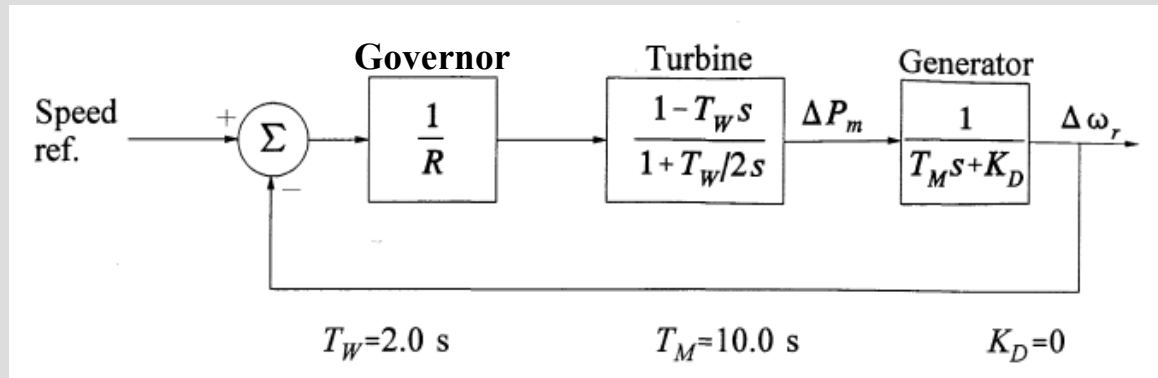 Governor
Turbine
Generator
Speed
ref.
+
Σ
−
1
R
1-T_W s
1+T_W/2s
ΔP_m
1
T_M s+K_D
Δω_r
T_W=2.0 s
T_M=10.0 s
K_D=0